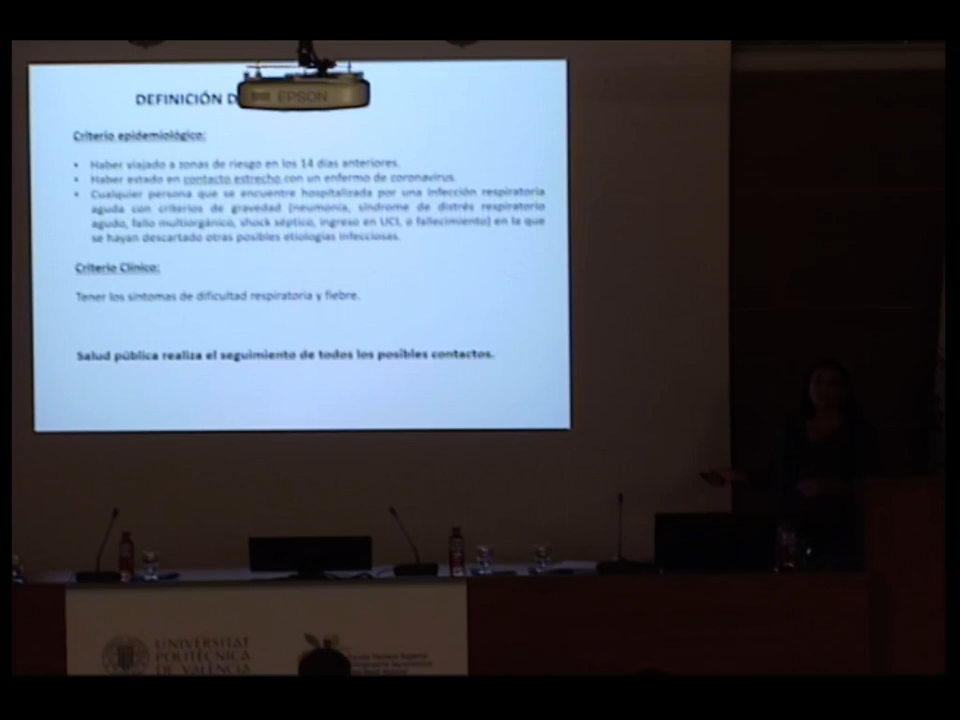 DEFINICIÓN D
EPSON
Criterio epidemiológico:
• Haber viajado a zonas de riesgo en los 14 días anteriores.
• Haber estado en contacto estrecho con un enfermo de coronavirus.
• Cualquier persona que se encuentre hospitalizada por una infección respiratoria
aguda con criterios de gravedad (neumonía, síndrome de distrés respiratorio
agudo, fallo multiorgánico, shock séptico, ingreso en UCI, o fallecimiento) en la que
se hayan descartado otras posibles etiologías infecciosas.
Criterio Clínico:
Tener los síntomas de dificultad respiratoria y fiebre.
Salud pública realiza el seguimiento de todos los posibles contactos.
UNIVERSITAT
POLITÈCNICA
DE VALÈNCIA